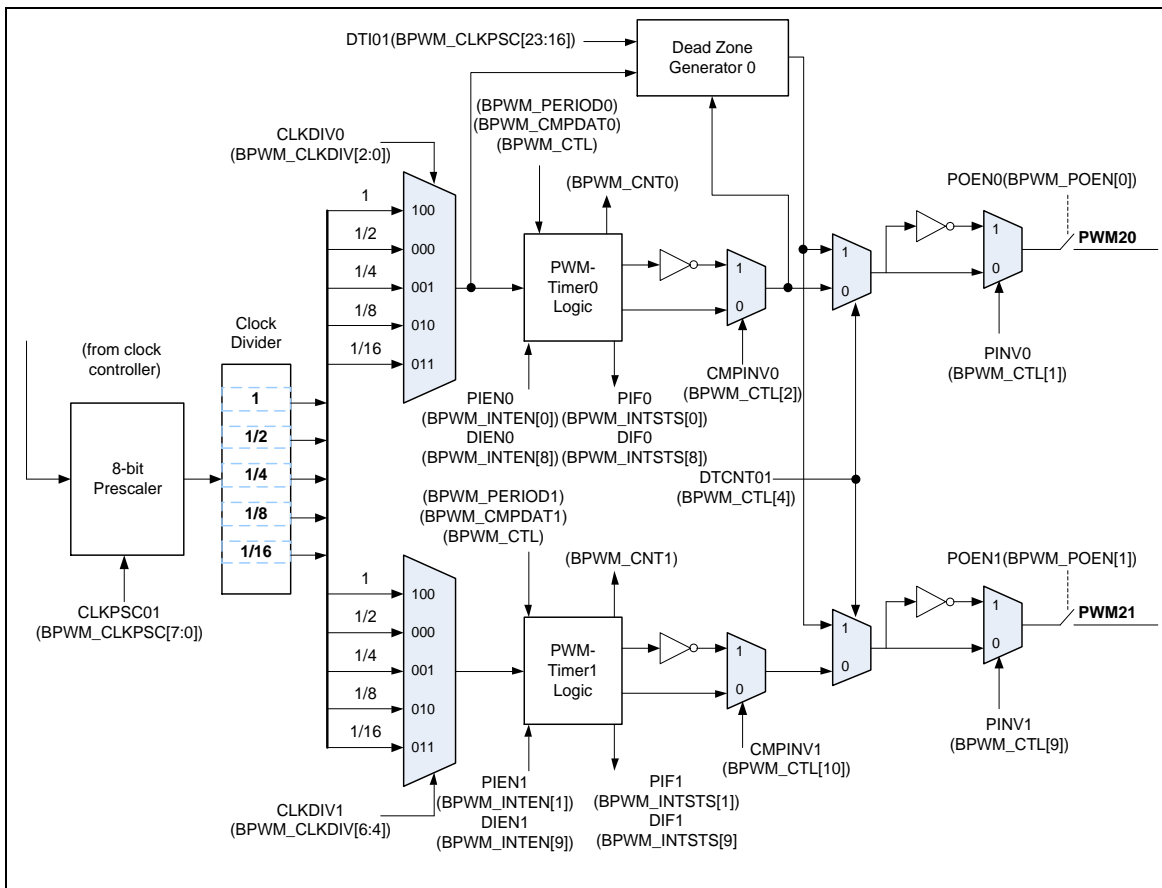 DTI01(BPWM_CLKPSC[23:16])
Dead Zone
Generator 0
(BPWM_PERIOD0)
(BPWM_CMPDAT0)
(BPWM_CTL)
CLKDIV0
(BPWM_CLKDIV[2:0])
(BPWM_CNT0)
POEN0(BPWM_POEN[0])
1
100
1/2
000
1/4
001
1/8
010
1/16
011
PWM-
Timer0
Logic
1
0
1
0
1
0
PWM20
(from clock
controller)
Clock
Divider
1
1/2
1/4
1/8
1/16
8-bit
Prescaler
CLKPSC01
(BPWM_CLKPSC[7:0])
PIEN0
(BPWM_INTEN[0])
DIEN0
(BPWM_INTEN[8])
PIF0
(BPWM_INTSTS[0])
DIF0
(BPWM_INTSTS[8])
CMPINV0
(BPWM_CTL[2])
PINV0
(BPWM_CTL[1])
DTCNT01
(BPWM_CTL[4])
(BPWM_PERIOD1)
(BPWM_CMPDAT1)
(BPWM_CTL)
(BPWM_CNT1)
POEN1(BPWM_POEN[1])
1
100
1/2
000
1/4
001
1/8
010
1/16
011
PWM-
Timer1
Logic
1
0
1
0
1
0
PWM21
CLKDIV1
(BPWM_CLKDIV[6:4])
PIEN1
(BPWM_INTEN[1])
DIEN1
(BPWM_INTEN[9])
PIF1
(BPWM_INTSTS[1])
DIF1
(BPWM_INTSTS[9]
CMPINV1
(BPWM_CTL[10])
PINV1
(BPWM_CTL[9])